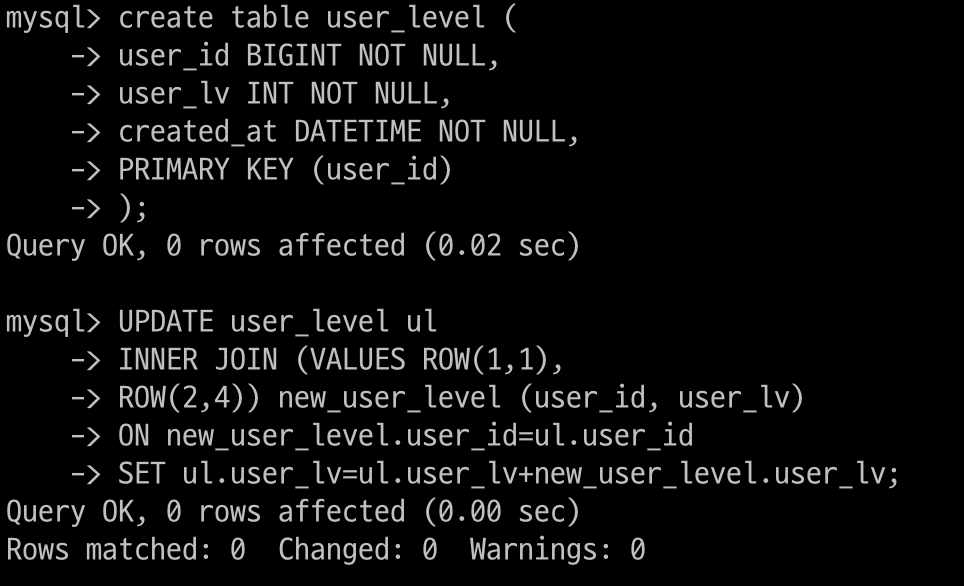 mysql> create table user_level (
    -> user_id BIGINT NOT NULL,
    -> user_lv INT NOT NULL,
    -> created_at DATETIME NOT NULL,
    -> PRIMARY KEY (user_id)
    -> );
Query OK, 0 rows affected (0.02 sec)

mysql> UPDATE user_level ul
    -> INNER JOIN (VALUES ROW(1,1),
    -> ROW(2,4)) new_user_level (user_id, user_lv)
    -> ON new_user_level.user_id=ul.user_id
    -> SET ul.user_lv=ul.user_lv+new_user_level.user_lv;
Query OK, 0 rows affected (0.00 sec)
Rows matched: 0  Changed: 0  Warnings: 0